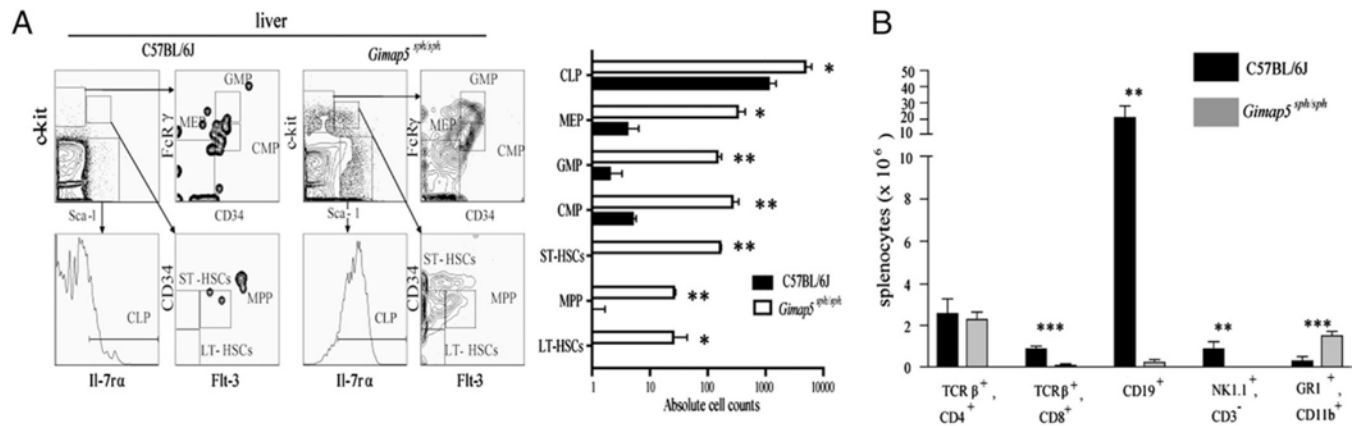 A
liver
C57BL/6J
Gimap5 sph/sph
c-kit
FcR γ
GMP
MEP
CMP
Sca-1
CD34
c-kit
FcRγ
GMP
MEP
CMP
Sca-1
CD34
CLP
Il-7rα
CD34
ST-HSCs
MPP
LT-HSCs
Flt-3
CLP
Il-7rα
CD34
ST-HSCs
MPP
LT-HSCs
Flt-3
CLP *
MEP *
GMP **
CMP **
ST-HSCs **
MPP **
LT-HSCs *
C57BL/6J
Gimap5 sph/sph
1 10 100 1000 10000
Absolute cell counts
B
C57BL/6J
Gimap5 sph/sph
splenocytes (x 10 6)
50
40
30
20
10
10
8
6
4
2
0
***
**
**
***
TCR β+, CD4+
TCRβ+, CD8+
CD19+
NK1.1+, CD3-
GR1+, CD11b+